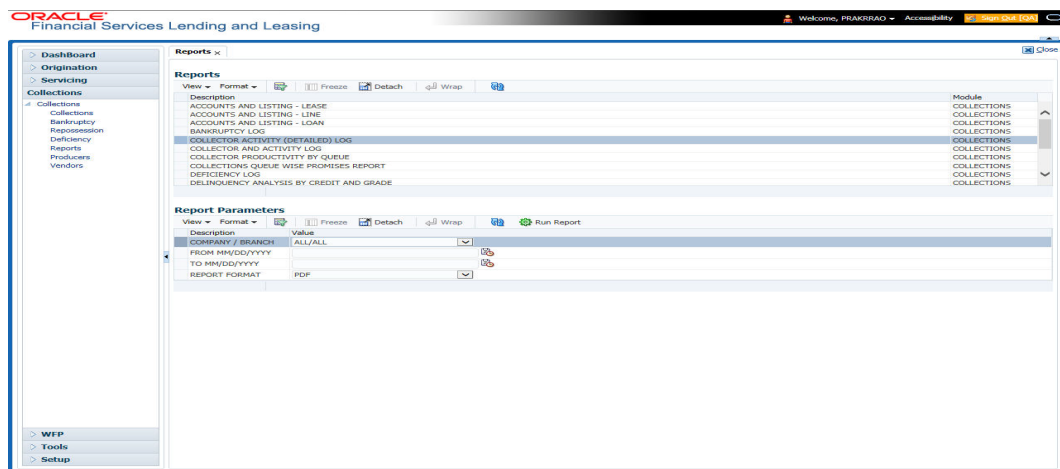 ORACLE
Financial Services Lending and Leasing
Welcome, PRAKRRAO Accessibility Sign Out [QA]
Close
DashBoard
Origination
Servicing
Collections
Collections
Collections
Bankruptcy
Repossession
Deficiency
Reports
Producers
Vendors
WFP
Tools
Setup
Reports
Reports
View Format Freeze Detach Wrap
Description Module
ACCOUNTS AND LISTING - LEASE COLLECTIONS
ACCOUNTS AND LISTING - LINE COLLECTIONS
ACCOUNTS AND LISTING - LOAN COLLECTIONS
BANKRUPTCY LOG COLLECTIONS
COLLECTOR ACTIVITY (DETAILED) LOG COLLECTIONS
COLLECTOR AND ACTIVITY LOG COLLECTIONS
COLLECTOR PRODUCTIVITY BY QUEUE COLLECTIONS
COLLECTIONS QUEUE WISE PROMISES REPORT COLLECTIONS
DEFICIENCY LOG COLLECTIONS
DELINQUENCY ANALYSIS BY CREDIT AND GRADE COLLECTIONS
Report Parameters
View Format Freeze Detach Wrap Run Report
Description Value
COMPANY / BRANCH ALL/ALL
FROM MM/DD/YYYY
TO MM/DD/YYYY
REPORT FORMAT PDF